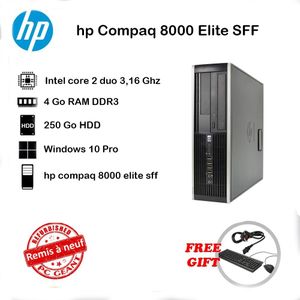 hp
hp Compaq 8000 Elite SFF
Intel core 2 duo 3,16 Ghz
4 Go RAM DDR3
HDD
250 Go HDD
Windows 10 Pro
hp compaq 8000 elite sff
REFURBISHED
Remis à neuf
PC GEANT
FREE
GIFT